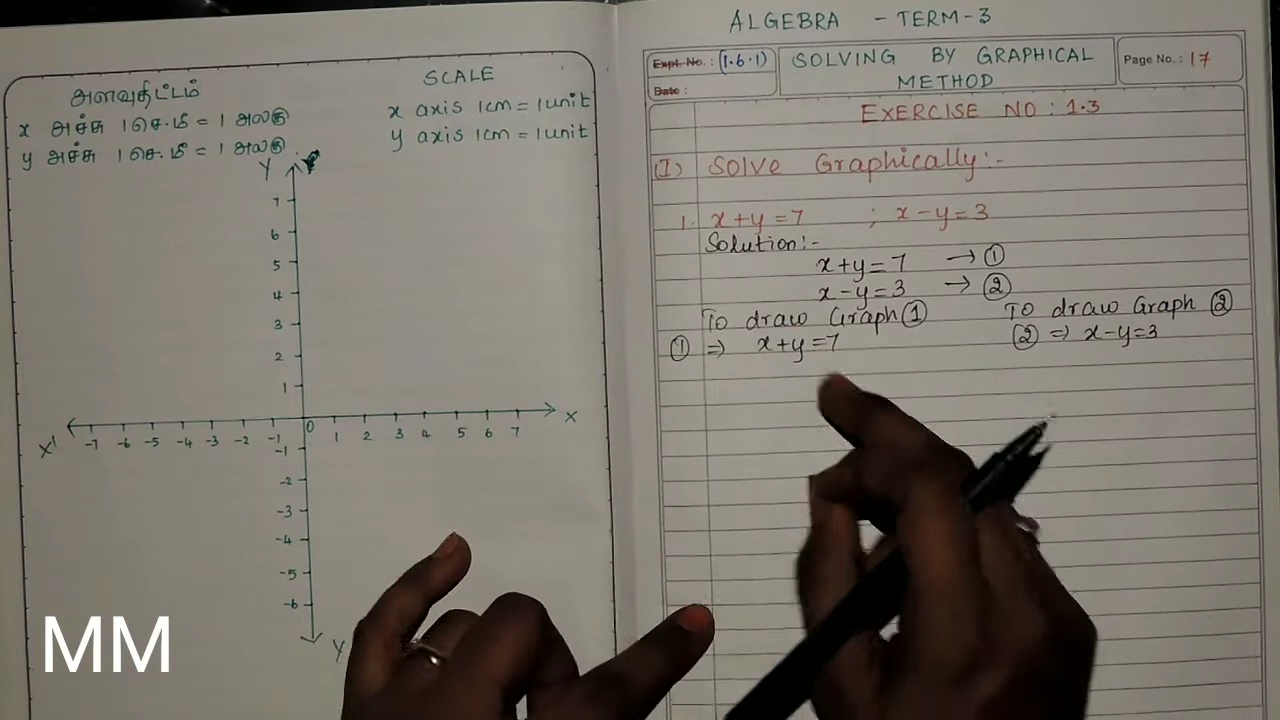 அளவுதிட்டம்
x அச்சு 1 செ.மீ = 1 அலகு
y அச்சு 1 செ.மீ = 1 அலகு
SCALE
x axis 1cm = 1unit
y axis 1cm = 1unit
Y
7
6
5
4
3
2
1
X' -7 -6 -5 -4 -3 -2 -1 0 1 2 3 4 5 6 7 X
-1
-2
-3
-4
-5
-6
Y
MM
ALGEBRA - TERM-3
Expt. No. : (1.6.1)
Date :
SOLVING BY GRAPHICAL
METHOD
Page No. : 17
EXERCISE NO : 1.3
(I) Solve Graphically:-
1. x+y=7 ; x-y=3
Solution:-
x+y=7 → ①
x-y=3 → ②
To draw Graph ① To draw Graph ②
① ⇒ x+y=7 ② ⇒ x-y=3